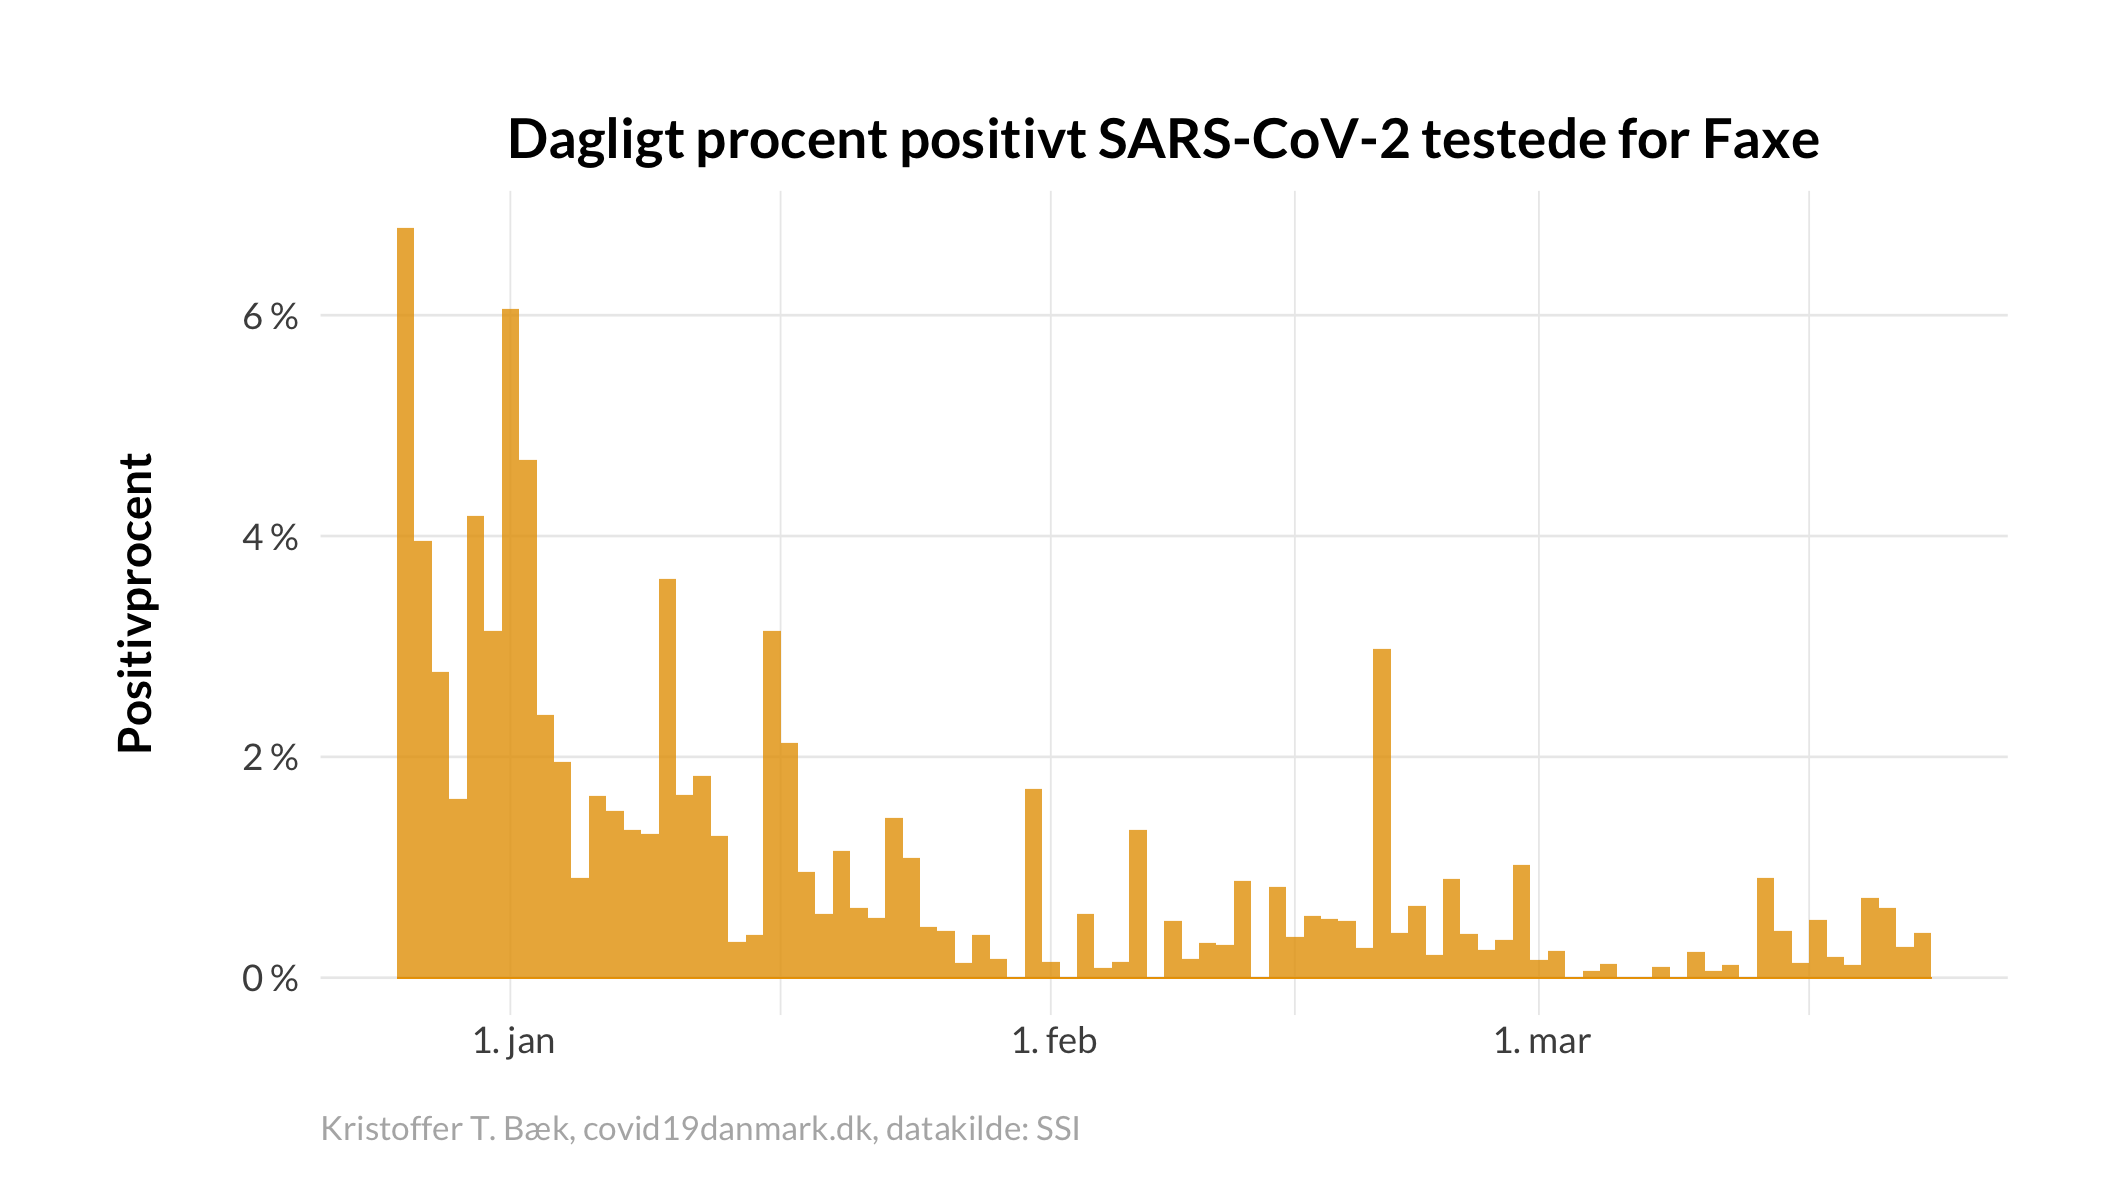 Dagligt procent positivt SARS-CoV-2 testede for Faxe
Positivprocent
6 %
4 %
2 %
0 %
1. jan
1. feb
1. mar
Kristoffer T. Bæk, covid19danmark.dk, datakilde: SSI